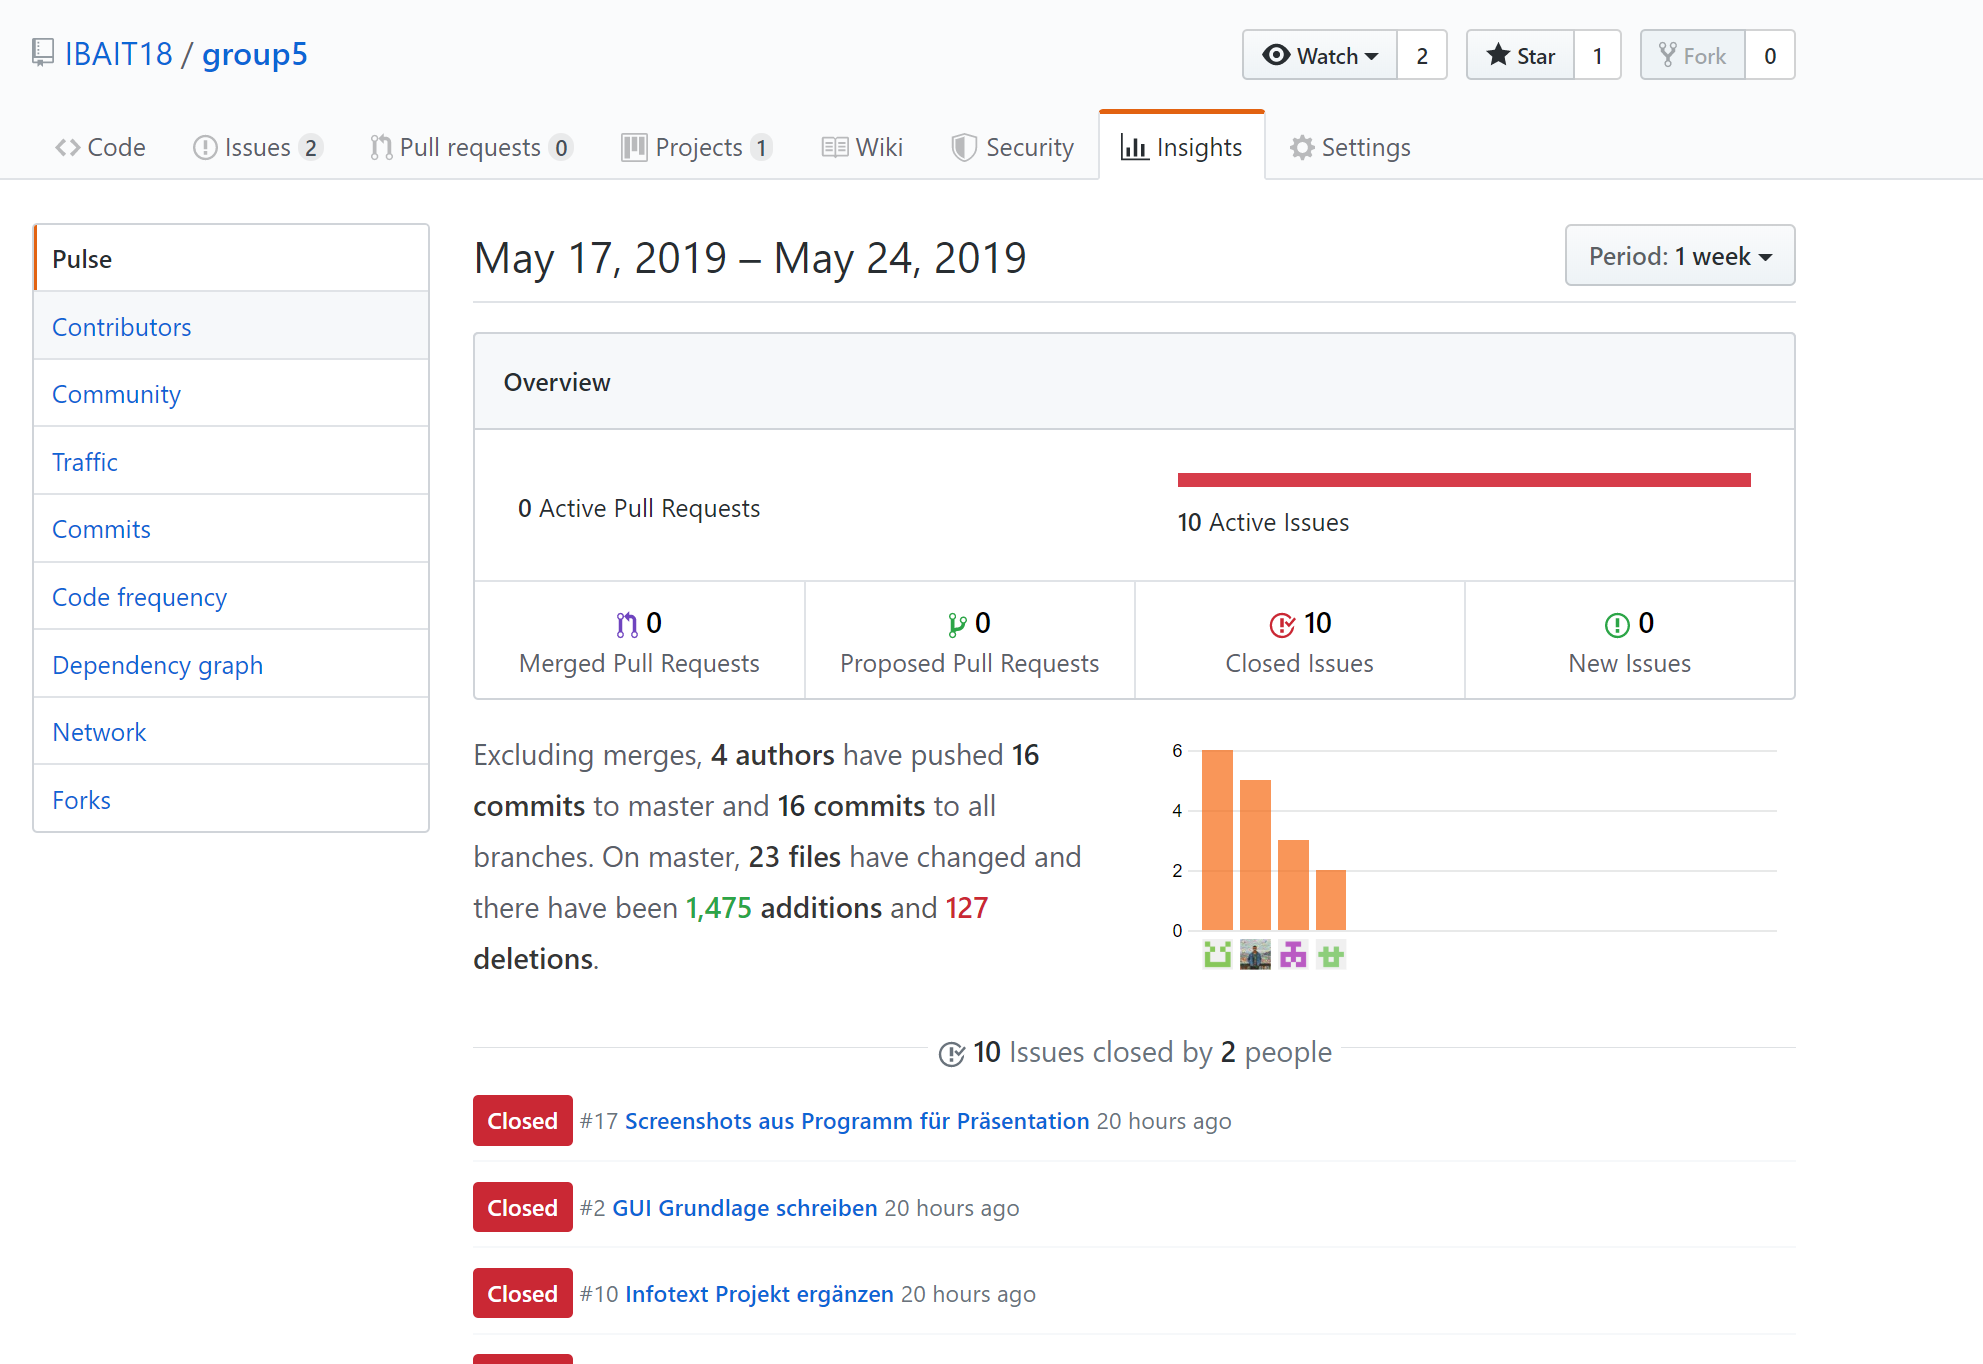 IBAIT18 / group5
Watch 2 Star 1 Fork 0
Code Issues 2 Pull requests 0 Projects 1 Wiki Security Insights Settings
Pulse
Contributors
Community
Traffic
Commits
Code frequency
Dependency graph
Network
Forks
May 17, 2019 – May 24, 2019
Period: 1 week
Overview
0 Active Pull Requests
10 Active Issues
0
Merged Pull Requests
0
Proposed Pull Requests
10
Closed Issues
0
New Issues
Excluding merges, 4 authors have pushed 16
commits to master and 16 commits to all
branches. On master, 23 files have changed and
there have been 1,475 additions and 127
deletions.
6
4
2
0
10 Issues closed by 2 people
Closed #17 Screenshots aus Programm für Präsentation 20 hours ago
Closed #2 GUI Grundlage schreiben 20 hours ago
Closed #10 Infotext Projekt ergänzen 20 hours ago